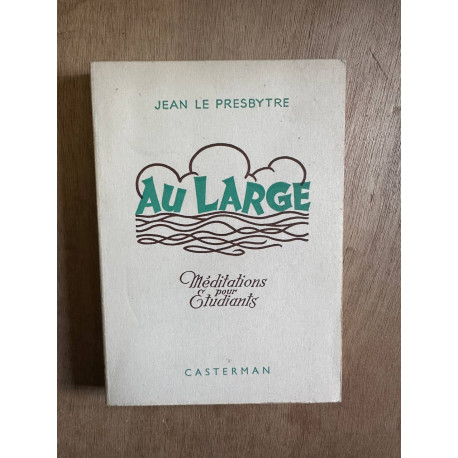 JEAN LE PRESBYTRE
AU LARGE
Méditations
pour
Etudiants
CASTERMAN